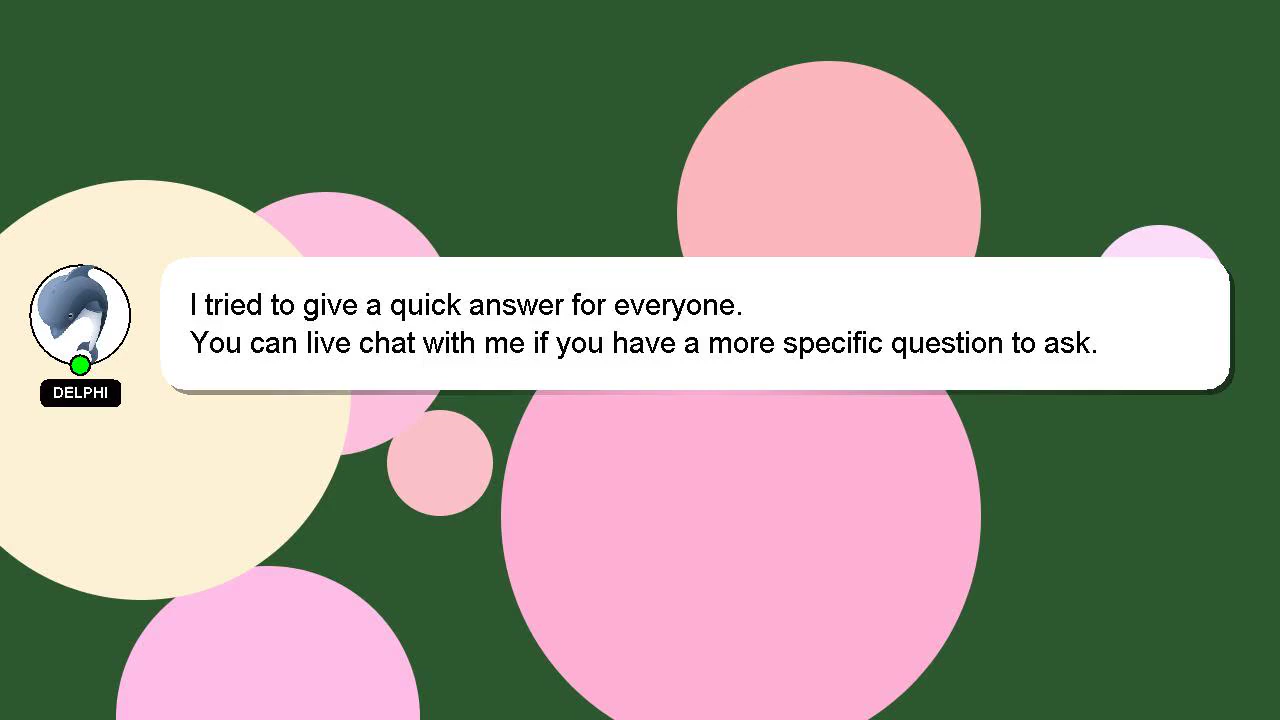 I tried to give a quick answer for everyone.
You can live chat with me if you have a more specific question to ask.
DELPHI